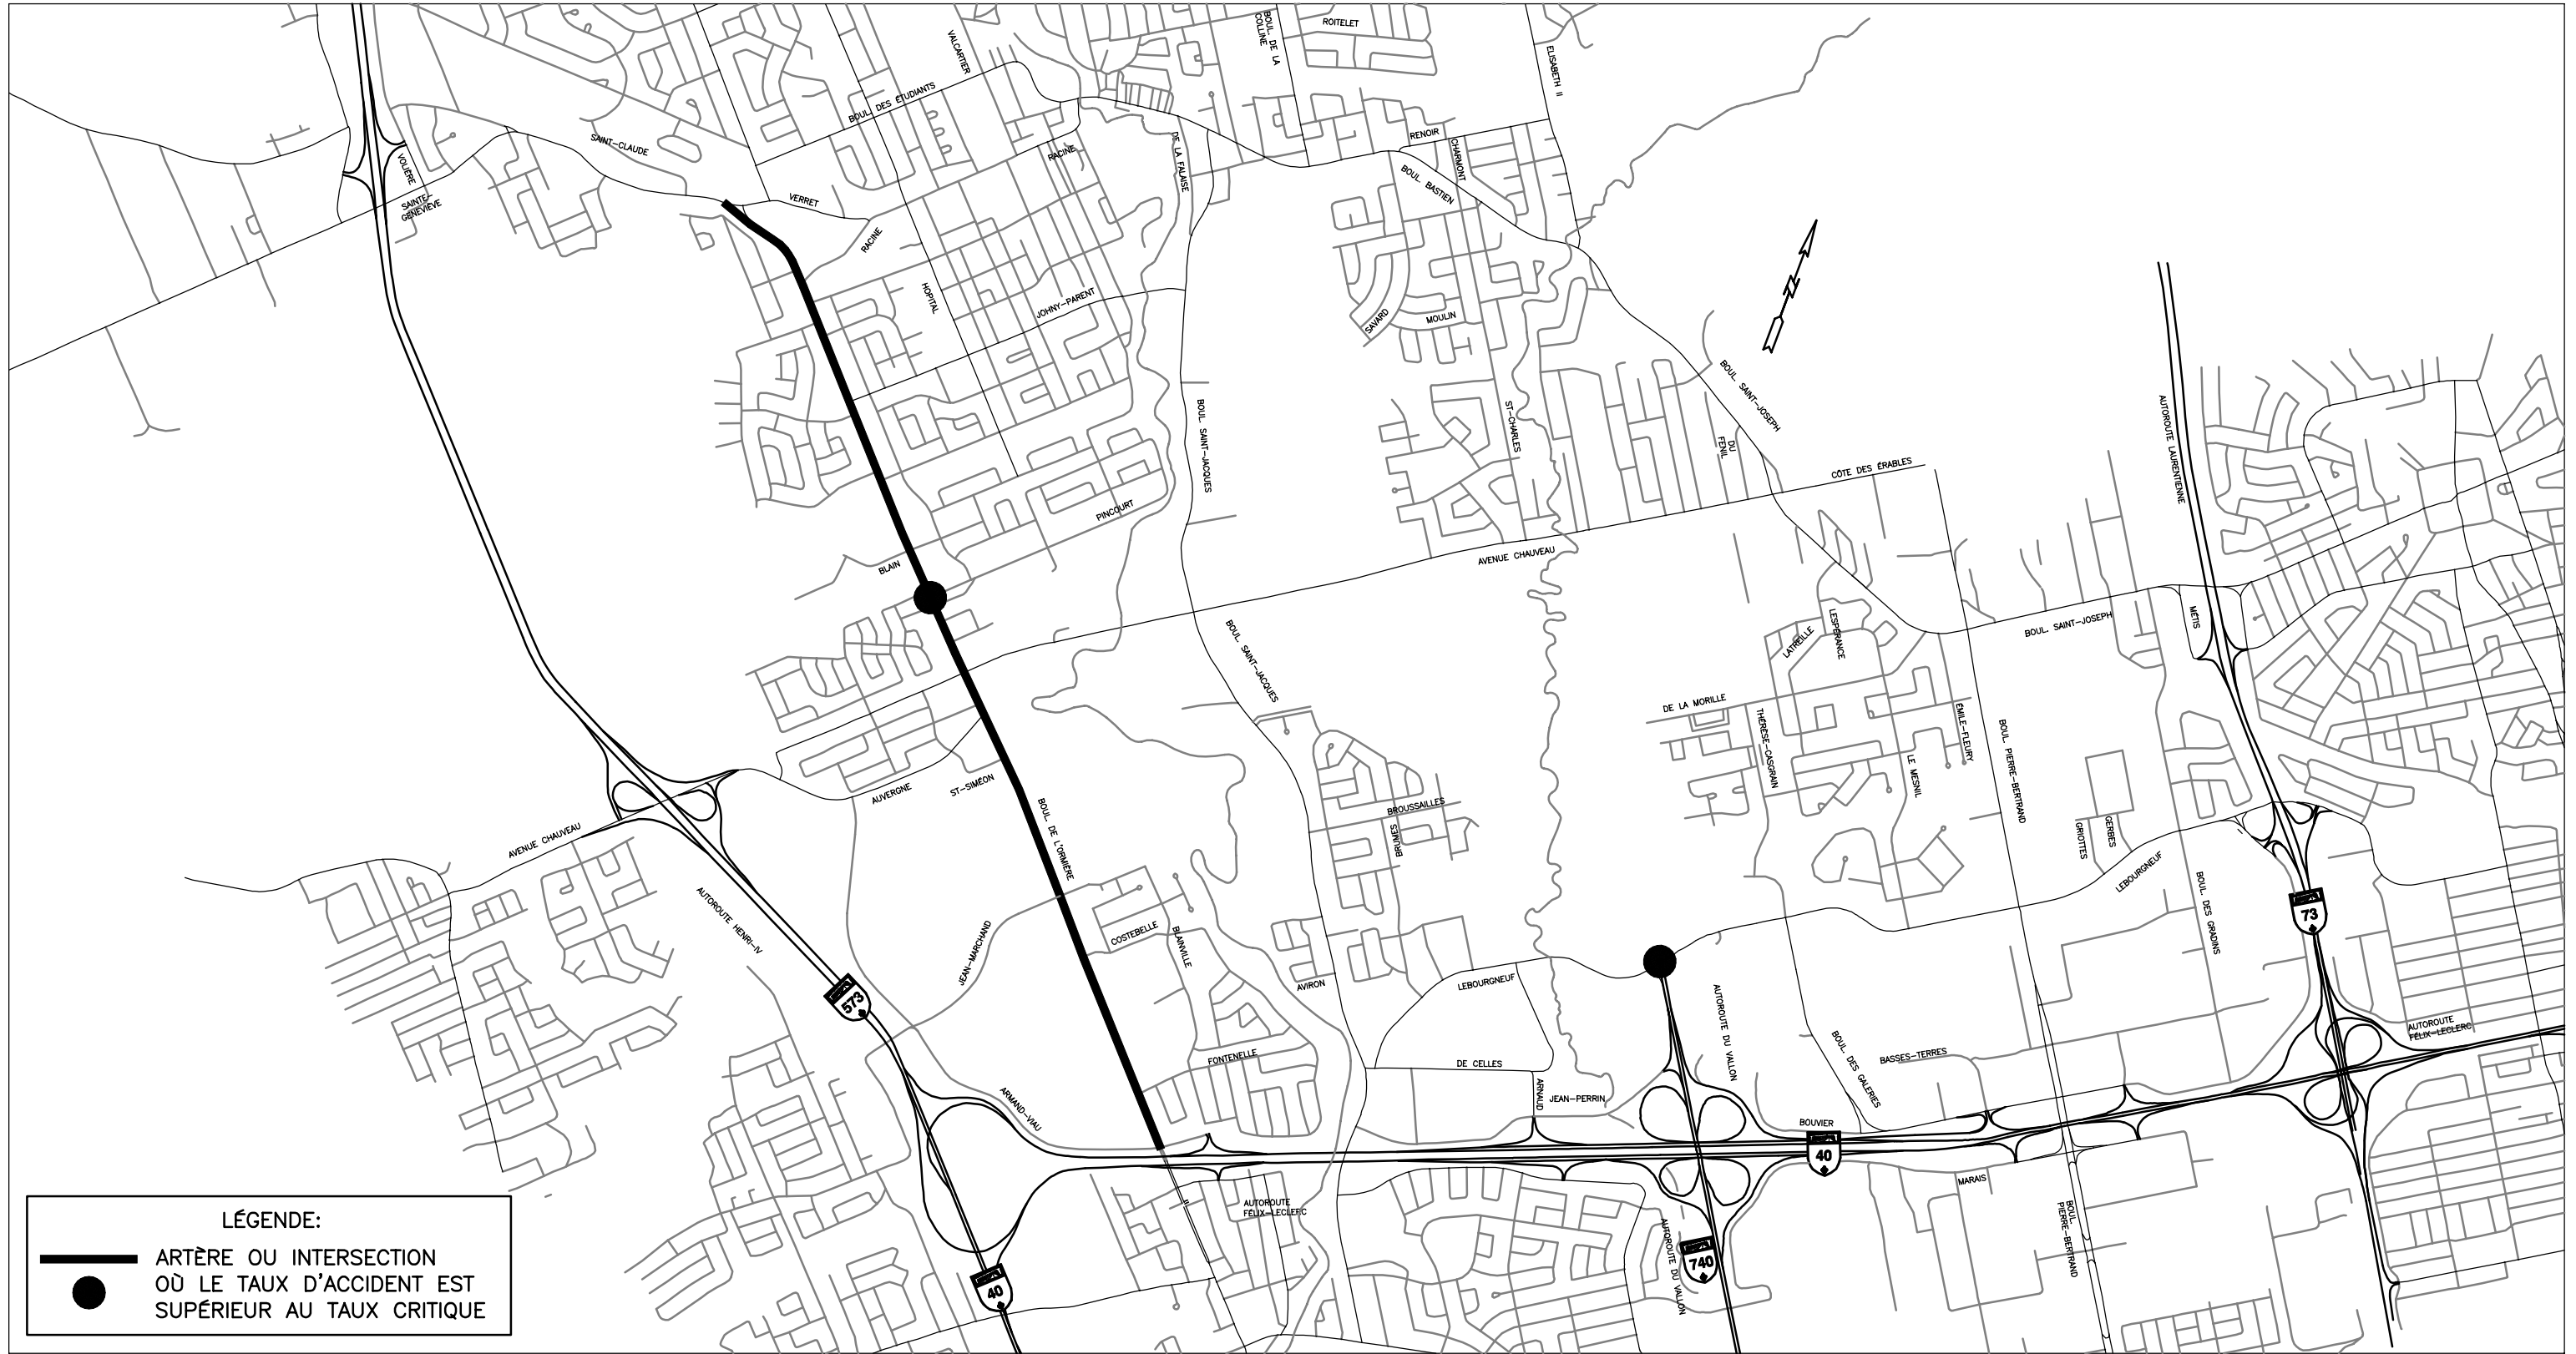 BOUL. DE LA
COLLINE
ROITELET
ELISABETH II
VALCARTIER
BOUL. DES ÉTUDIANTS
SAINT-CLAUDE
VOLIÈRE
SAINTE-
GENEVIÈVE
VERRET
RACINE
RACINE
DE LA FALAISE
RENOIR
CHARMONT
BOUL. BASTIEN
HOPITAL
JOHNY-PARENT
SAVARD
MOULIN
BOUL. SAINT-JOSEPH
DU
FENIL
ST-CHARLES
BOUL. SAINT-JACQUES
CÔTE DES ÉRABLES
AUTOROUTE LAURENTIENNE
PINCOURT
BLAIN
AVENUE CHAUVEAU
BOUL. SAINT-JACQUES
LATREILLE
LESPÉRANCE
BOUL. SAINT-JOSEPH
MÉTIS
DE LA MORILLE
THÉRÈSE-CASGRAIN
ÉMILE-FLEURY
LE MESNIL
BOUL. PIERRE-BERTRAND
AUVERGNE
ST-SIMÉON
BOUL. DE L'ORMIÈRE
BROUSSAILLES
BRUMES
GRIOTTES
GERBES
LEBOURGNEUF
BOUL. DES GRADINS
AVENUE CHAUVEAU
AUTOROUTE HENRI-IV
JEAN-MARCHAND
COSTEBELLE
BLAINVILLE
AVIRON
LEBOURGNEUF
AUTOROUTE DU VALLON
73
573
AUTOROUTE
FÉLIX-LECLERC
FONTENELLE
DE CELLES
ARNAUD
JEAN-PERRIN
BOUL. DES GALERIES
BASSES-TERRES
ARMAND-VIAU
BOUVIER
40
MARAIS
AUTOROUTE
FÉLIX-LECLERC
AUTOROUTE DU VALLON
740
BOUL.
PIERRE-BERTRAND
40
LÉGENDE:
ARTÈRE OU INTERSECTION
OÙ LE TAUX D'ACCIDENT EST
SUPÉRIEUR AU TAUX CRITIQUE